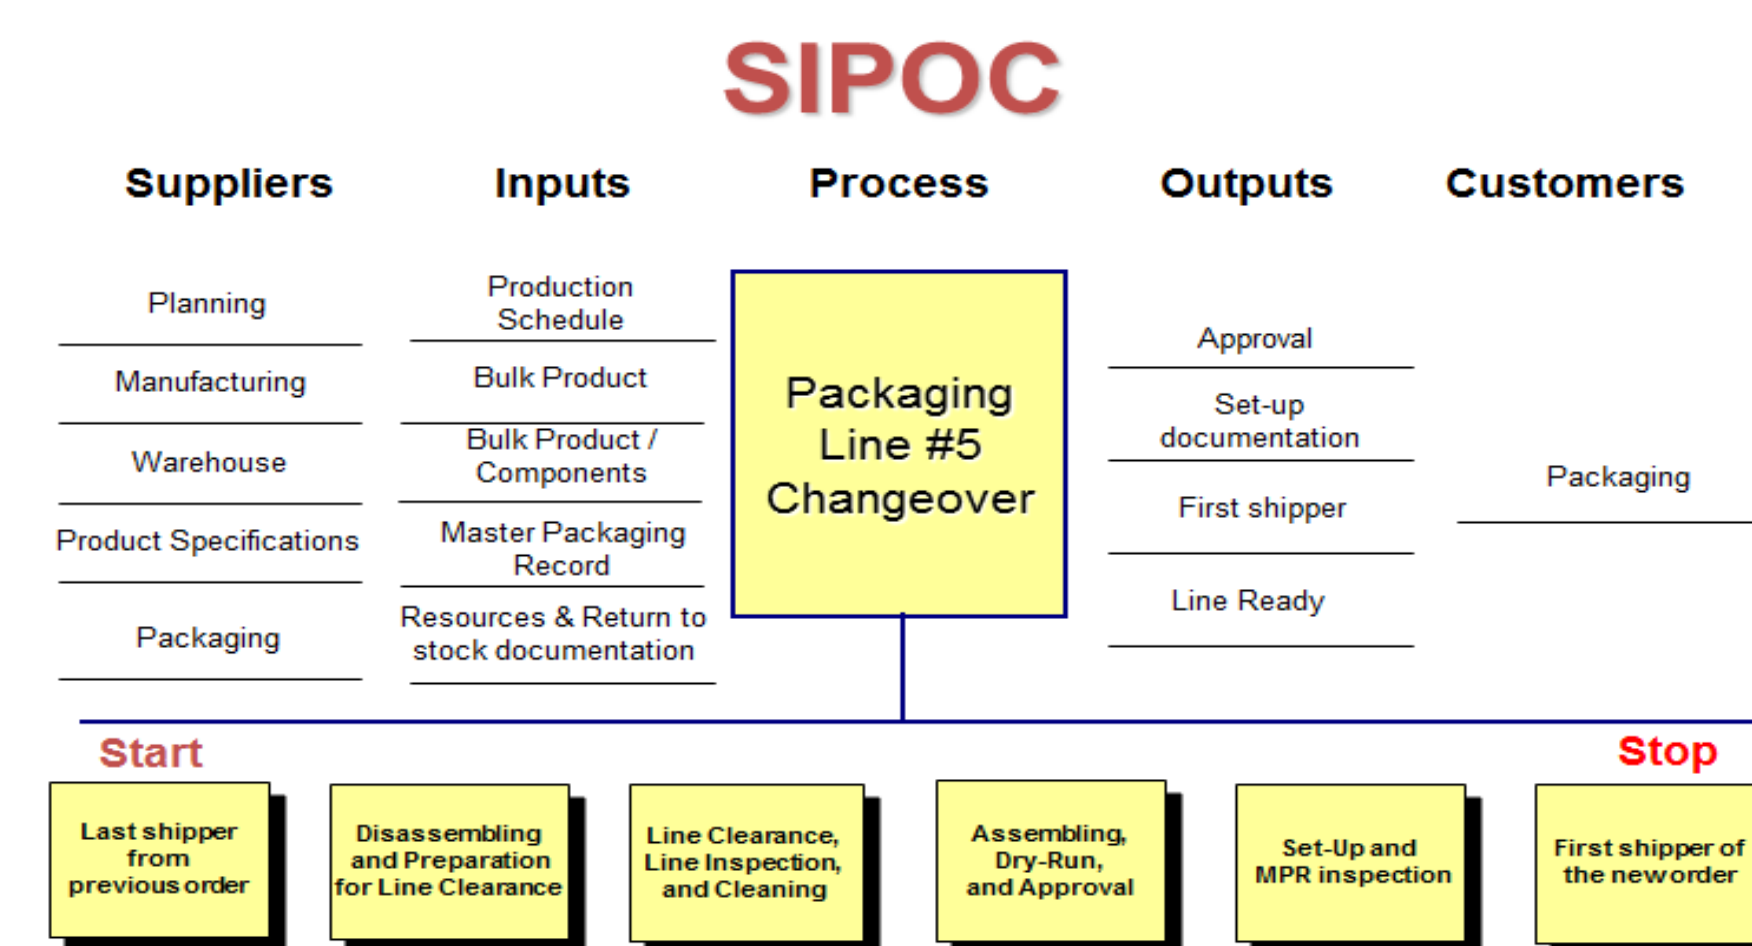 SIPOC
Suppliers
Inputs
Process
Outputs
Customers
Planning
Manufacturing
Warehouse
Product Specifications
Packaging
Production
Schedule
Bulk Product
Bulk Product /
Components
Master Packaging
Record
Resources & Return to
stock documentation
Packaging
Line #5
Changeover
Approval
Set-up
documentation
First shipper
Line Ready
Packaging
Start
Stop
Last shipper
from
previous order
Disassembling
and Preparation
for Line Clearance
Line Clearance,
Line Inspection,
and Cleaning
Assembling,
Dry-Run,
and Approval
Set-Up and
MPR inspection
First shipper of
the new order